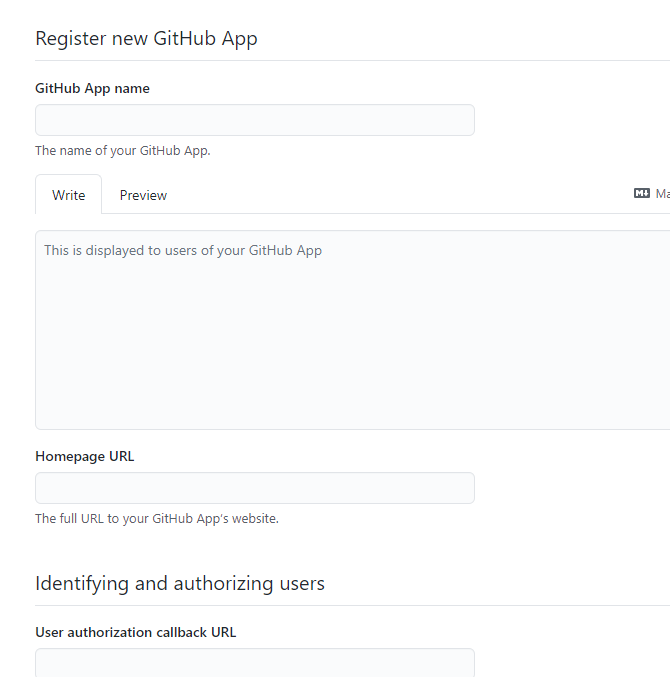 Register new GitHub App
GitHub App name
The name of your GitHub App.
Write Preview
This is displayed to users of your GitHub App
Homepage URL
The full URL to your GitHub App's website.
Identifying and authorizing users
User authorization callback URL